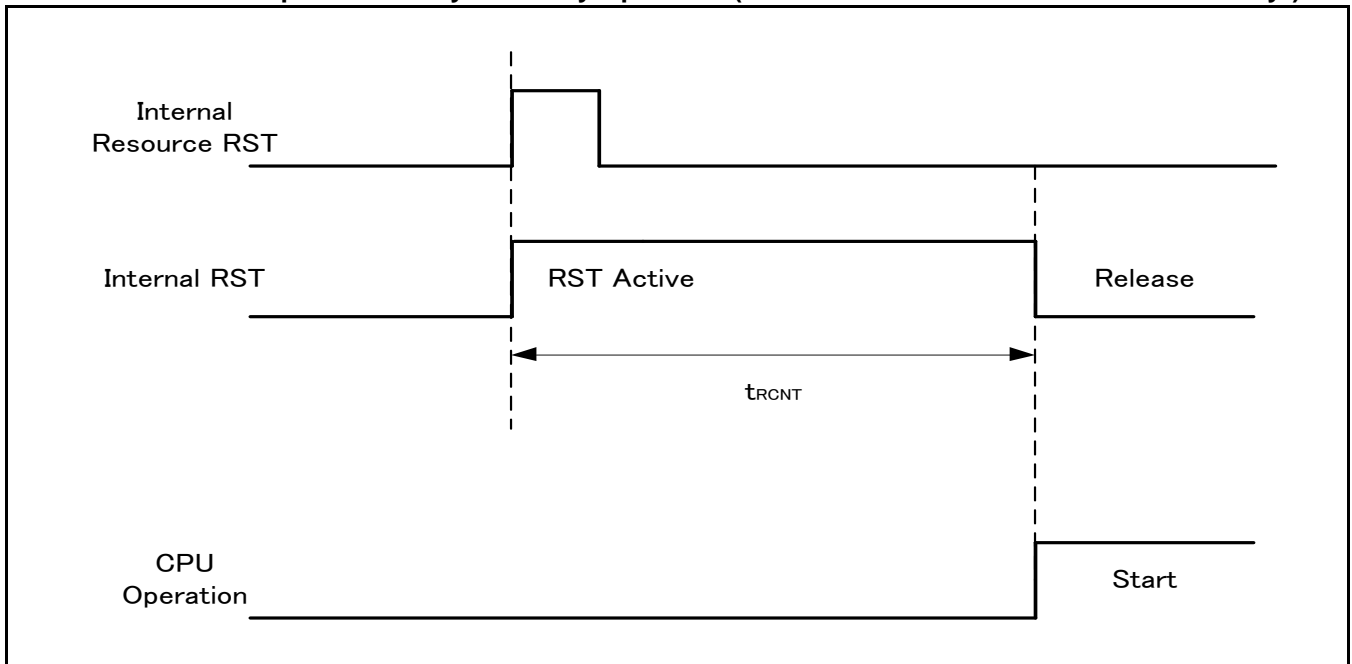 Internal
Resource RST
Internal RST
RST Active
Release
tRCNT
CPU
Operation
Start